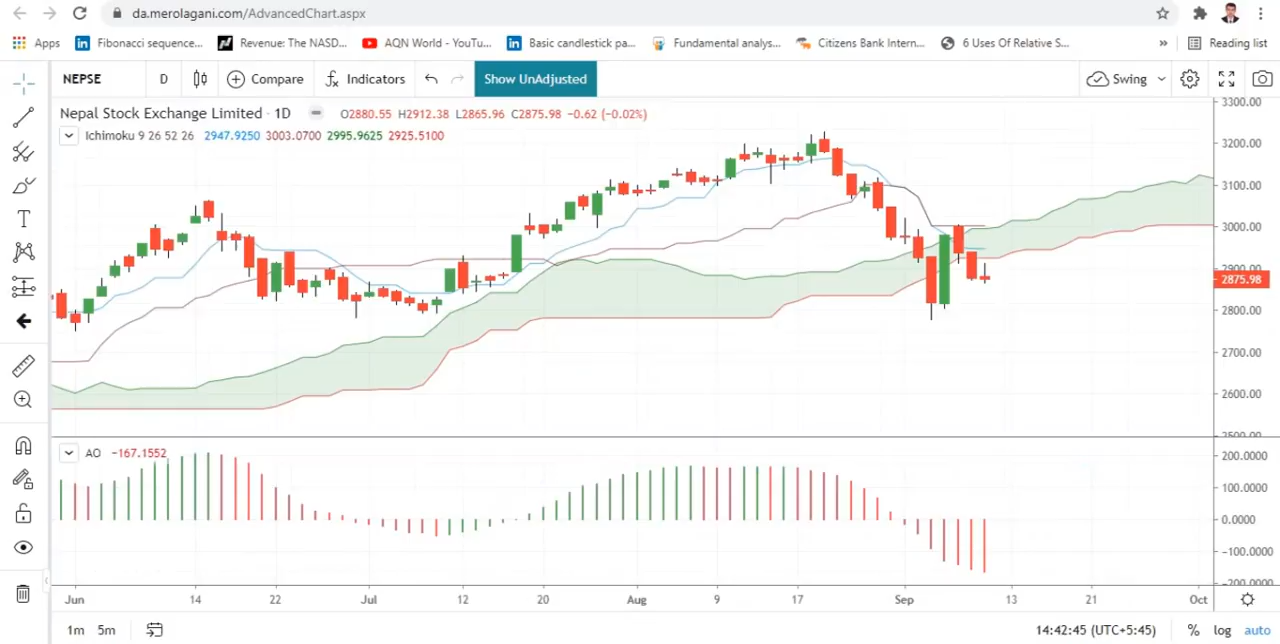 da.merolagani.com/AdvancedChart.aspx
Apps Fibonacci sequence... Revenue: The NASD... AQN World - YouTu... Basic candlestick pa... Fundamental analys... Citizens Bank Intern... 6 Uses Of Relative S... » Reading list
NEPSE D Compare Indicators Show UnAdjusted Swing
Nepal Stock Exchange Limited · 1D O2880.55 H2912.38 L2865.96 C2875.98 −0.62 (−0.02%)
Ichimoku 9 26 52 26 2947.9250 3003.0700 2995.9625 2925.5100
3300.00
3200.00
3100.00
3000.00
2900.00
2875.98
2800.00
2700.00
2600.00
2500.00
AO −167.1552
200.0000
100.0000
0.0000
−100.0000
−200.0000
Jun 14 22 Jul 12 20 Aug 9 17 Sep 13 21 Oct
1m 5m 14:42:45 (UTC+5:45) % log auto